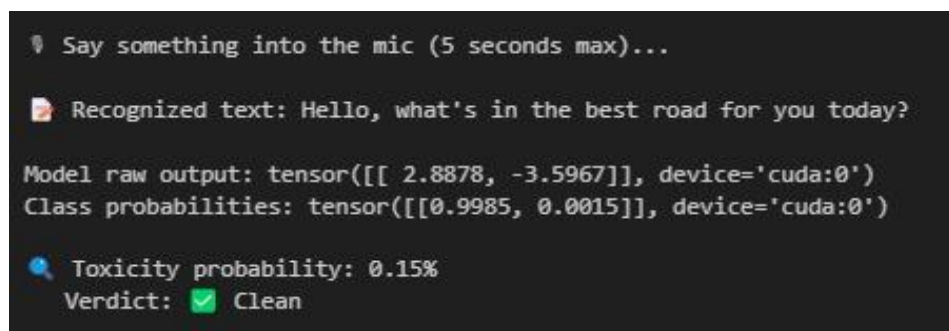 🎙 Say something into the mic (5 seconds max)...
📝 Recognized text: Hello, what's in the best road for you today?
Model raw output: tensor([[ 2.8878, -3.5967]], device='cuda:0')
Class probabilities: tensor([[0.9985, 0.0015]], device='cuda:0')
🔍 Toxicity probability: 0.15%
Verdict: ✅ Clean